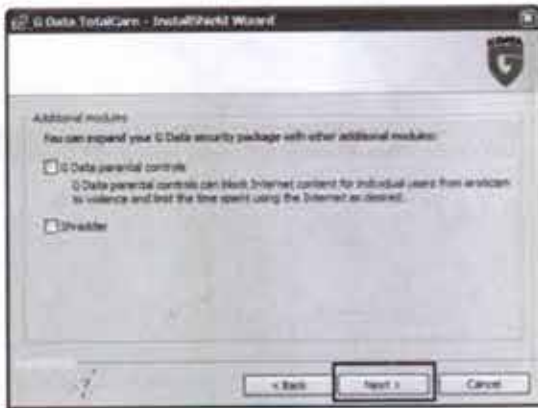 G Data TotalCare - InstallShield Wizard
G DATA
Additional modules
You can expand your G Data security package with other additional modules:
G Data parental controls
G Data parental controls can block Internet content for individual users from eroticism
to violence and limit the time spent using the Internet as desired.
Shredder
< Back
Next >
Cancel